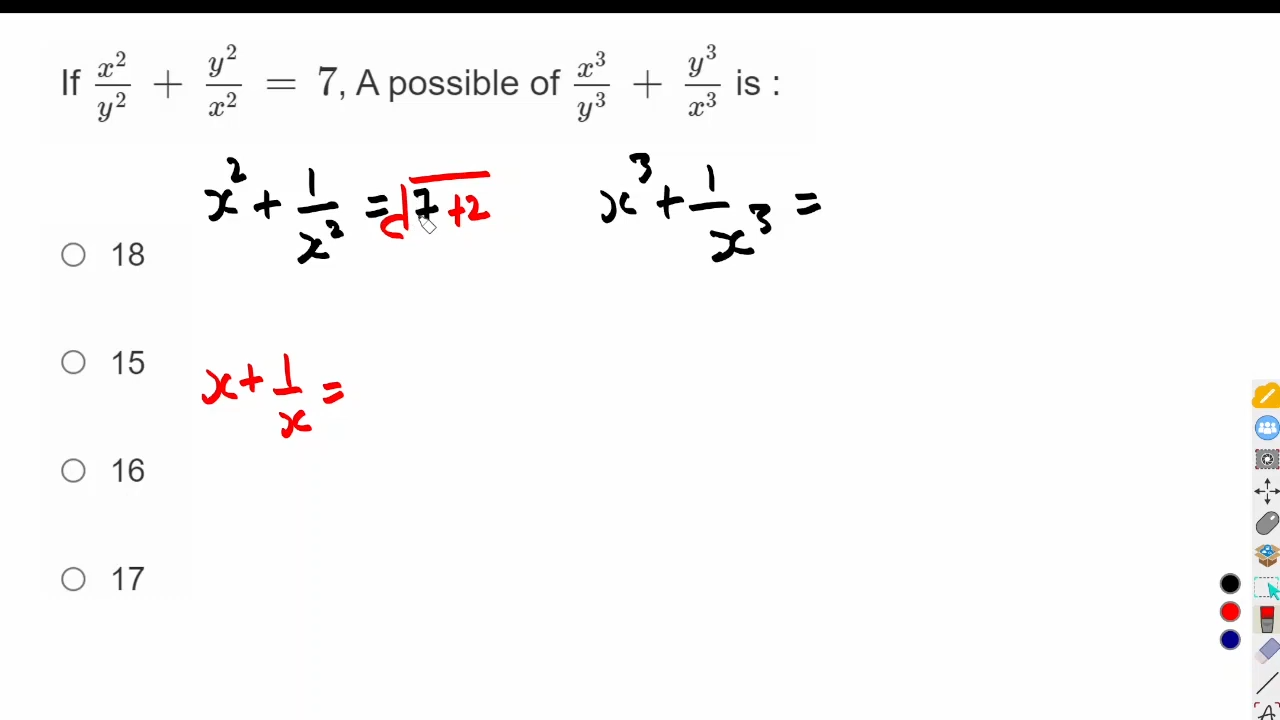 If x²/y² + y²/x² = 7, A possible of x³/y³ + y³/x³ is :
x² + 1/x² = √7+2 x³ + 1/x³ =
18
15
x + 1/x =
16
17